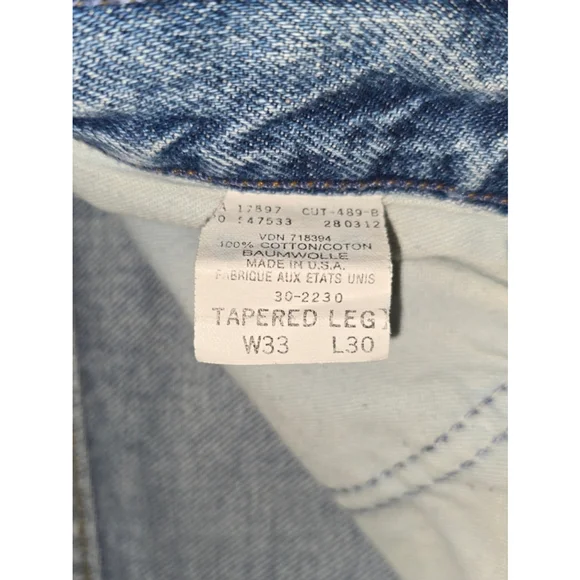 A 17897 CUT-489-B
O 547533 280312
VDN 718394
100% COTTON/COTON
BAUMWOLLE
MADE IN U.S.A.
FABRIQUE AUX ETATS UNIS
30-2230
TAPERED LEG
W33 L30